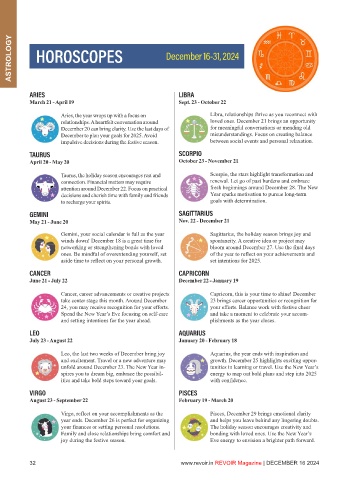 ASTROLOGY
HOROSCOPES
December 16-31, 2024
ARIES
March 21 - April 19
Aries, the year wraps up with a focus on
relationships. A heartfelt conversation around
December 20 can bring clarity. Use the last days of
December to plan your goals for 2025. Avoid
impulsive decisions during the festive season.
TAURUS
April 20 - May 20
Taurus, the holiday season encourages rest and
connection. Financial matters may require
attention around December 22. Focus on practical
decisions and cherish time with family and friends
to recharge your spirits.
GEMINI
May 21 - June 20
Gemini, your social calendar is full as the year
winds down! December 18 is a great time for
networking or strengthening bonds with loved
ones. Be mindful of overextending yourself; set
aside time to reflect on your personal growth.
CANCER
June 21 - July 22
Cancer, career advancements or creative projects
take center stage this month. Around December
24, you may receive recognition for your efforts.
Spend the New Year's Eve focusing on self-care
and setting intentions for the year ahead.
LEO
July 23 - August 22
Leo, the last two weeks of December bring joy
and excitement. Travel or a new adventure may
unfold around December 23. The New Year in-
spires you to dream big, embrace the possibil-
ities and take bold steps toward your goals.
VIRGO
August 23 - September 22
Virgo, reflect on your accomplishments as the
year ends. December 26 is perfect for organizing
your finances or setting personal resolutions.
Family and close relationships bring comfort and
joy during the festive season.
LIBRA
Sept. 23 - October 22
Libra, relationships thrive as you reconnect with
loved ones. December 21 brings an opportunity
for meaningful conversations or mending old
misunderstandings. Focus on creating balance
between social events and personal relaxation.
SCORPIO
October 23 - November 21
Scorpio, the stars highlight transformation and
renewal. Let go of past burdens and embrace
fresh beginnings around December 28. The New
Year sparks motivation to pursue long-term
goals with determination.
SAGITTARIUS
Nov. 22 - December 21
Sagittarius, the holiday season brings joy and
spontaneity. A creative idea or project may
bloom around December 27. Use the final days
of the year to reflect on your achievements and
set intentions for 2025.
CAPRICORN
December 22 - January 19
Capricorn, this is your time to shine! December
25 brings career opportunities or recognition for
your efforts. Balance work with festive cheer
and take a moment to celebrate your accom-
plishments as the year closes.
AQUARIUS
January 20 - February 18
Aquarius, the year ends with inspiration and
growth. December 25 highlights exciting oppor-
tunities in learning or travel. Use the New Year's
energy to map out bold plans and step into 2025
with confidence.
PISCES
February 19 - March 20
Pisces, December 29 brings emotional clarity
and helps you leave behind any lingering doubts.
The holiday season encourages creativity and
bonding with loved ones. Use the New Year's
Eve energy to envision a brighter path forward.
32
www.revoir.in REVOIR Magazine | DECEMBER 16 2024